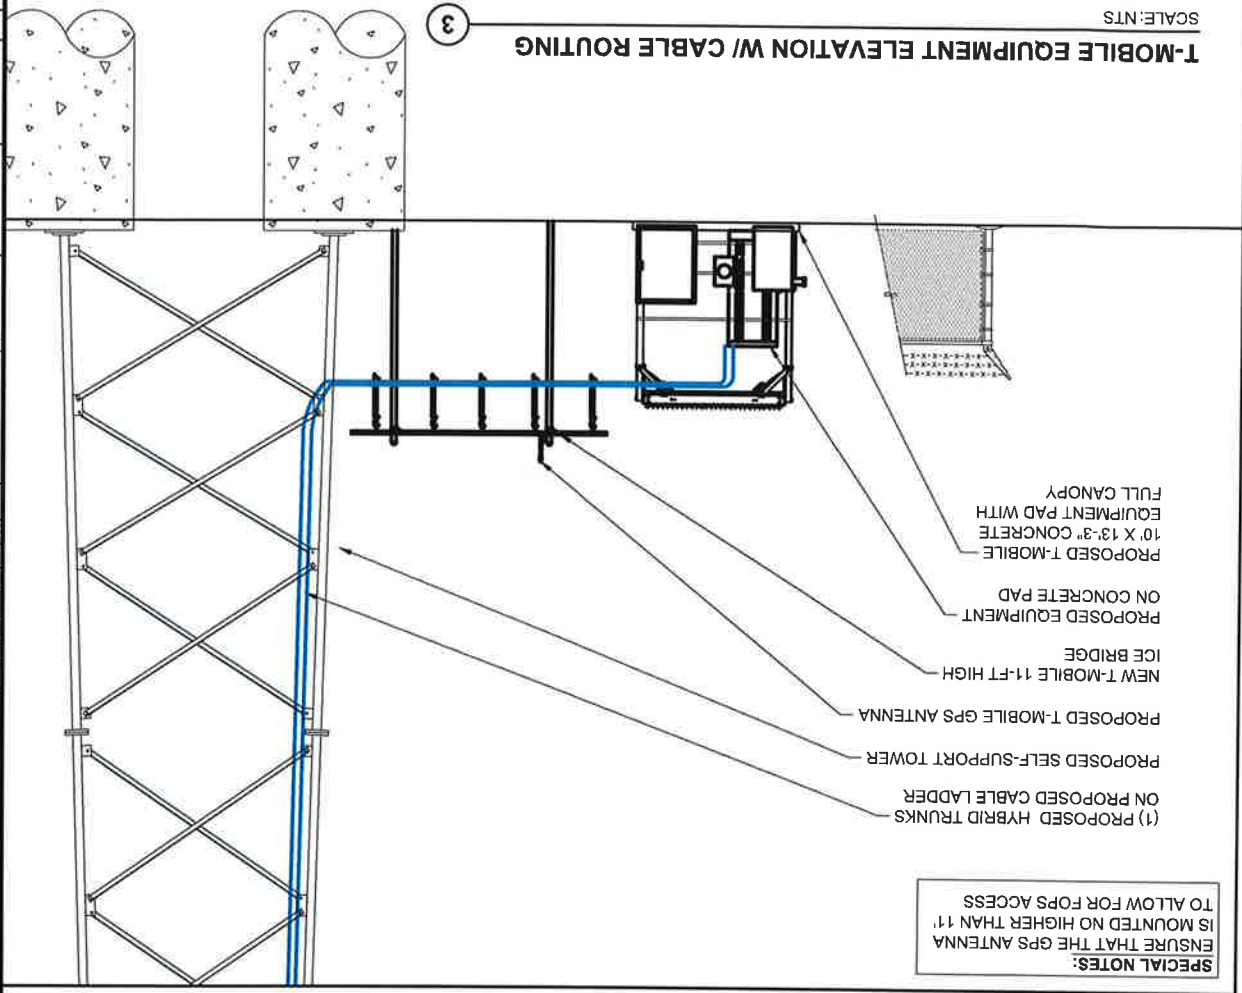 SPECIAL NOTES:
ENSURE THAT THE GPS ANTENNA
IS MOUNTED NO HIGHER THAN 11'
TO ALLOW FOR FOPS ACCESS
(1) PROPOSED HYBRID TRUNKS
ON PROPOSED CABLE LADDER
PROPOSED SELF-SUPPORT TOWER
PROPOSED T-MOBILE GPS ANTENNA
NEW T-MOBILE 11-FT HIGH
ICE BRIDGE
PROPOSED EQUIPMENT
ON CONCRETE PAD
PROPOSED T-MOBILE
10' X 13'-3" CONCRETE
EQUIPMENT PAD WITH
FULL CANOPY
T-MOBILE EQUIPMENT ELEVATION W/ CABLE ROUTING
SCALE: NTS
3